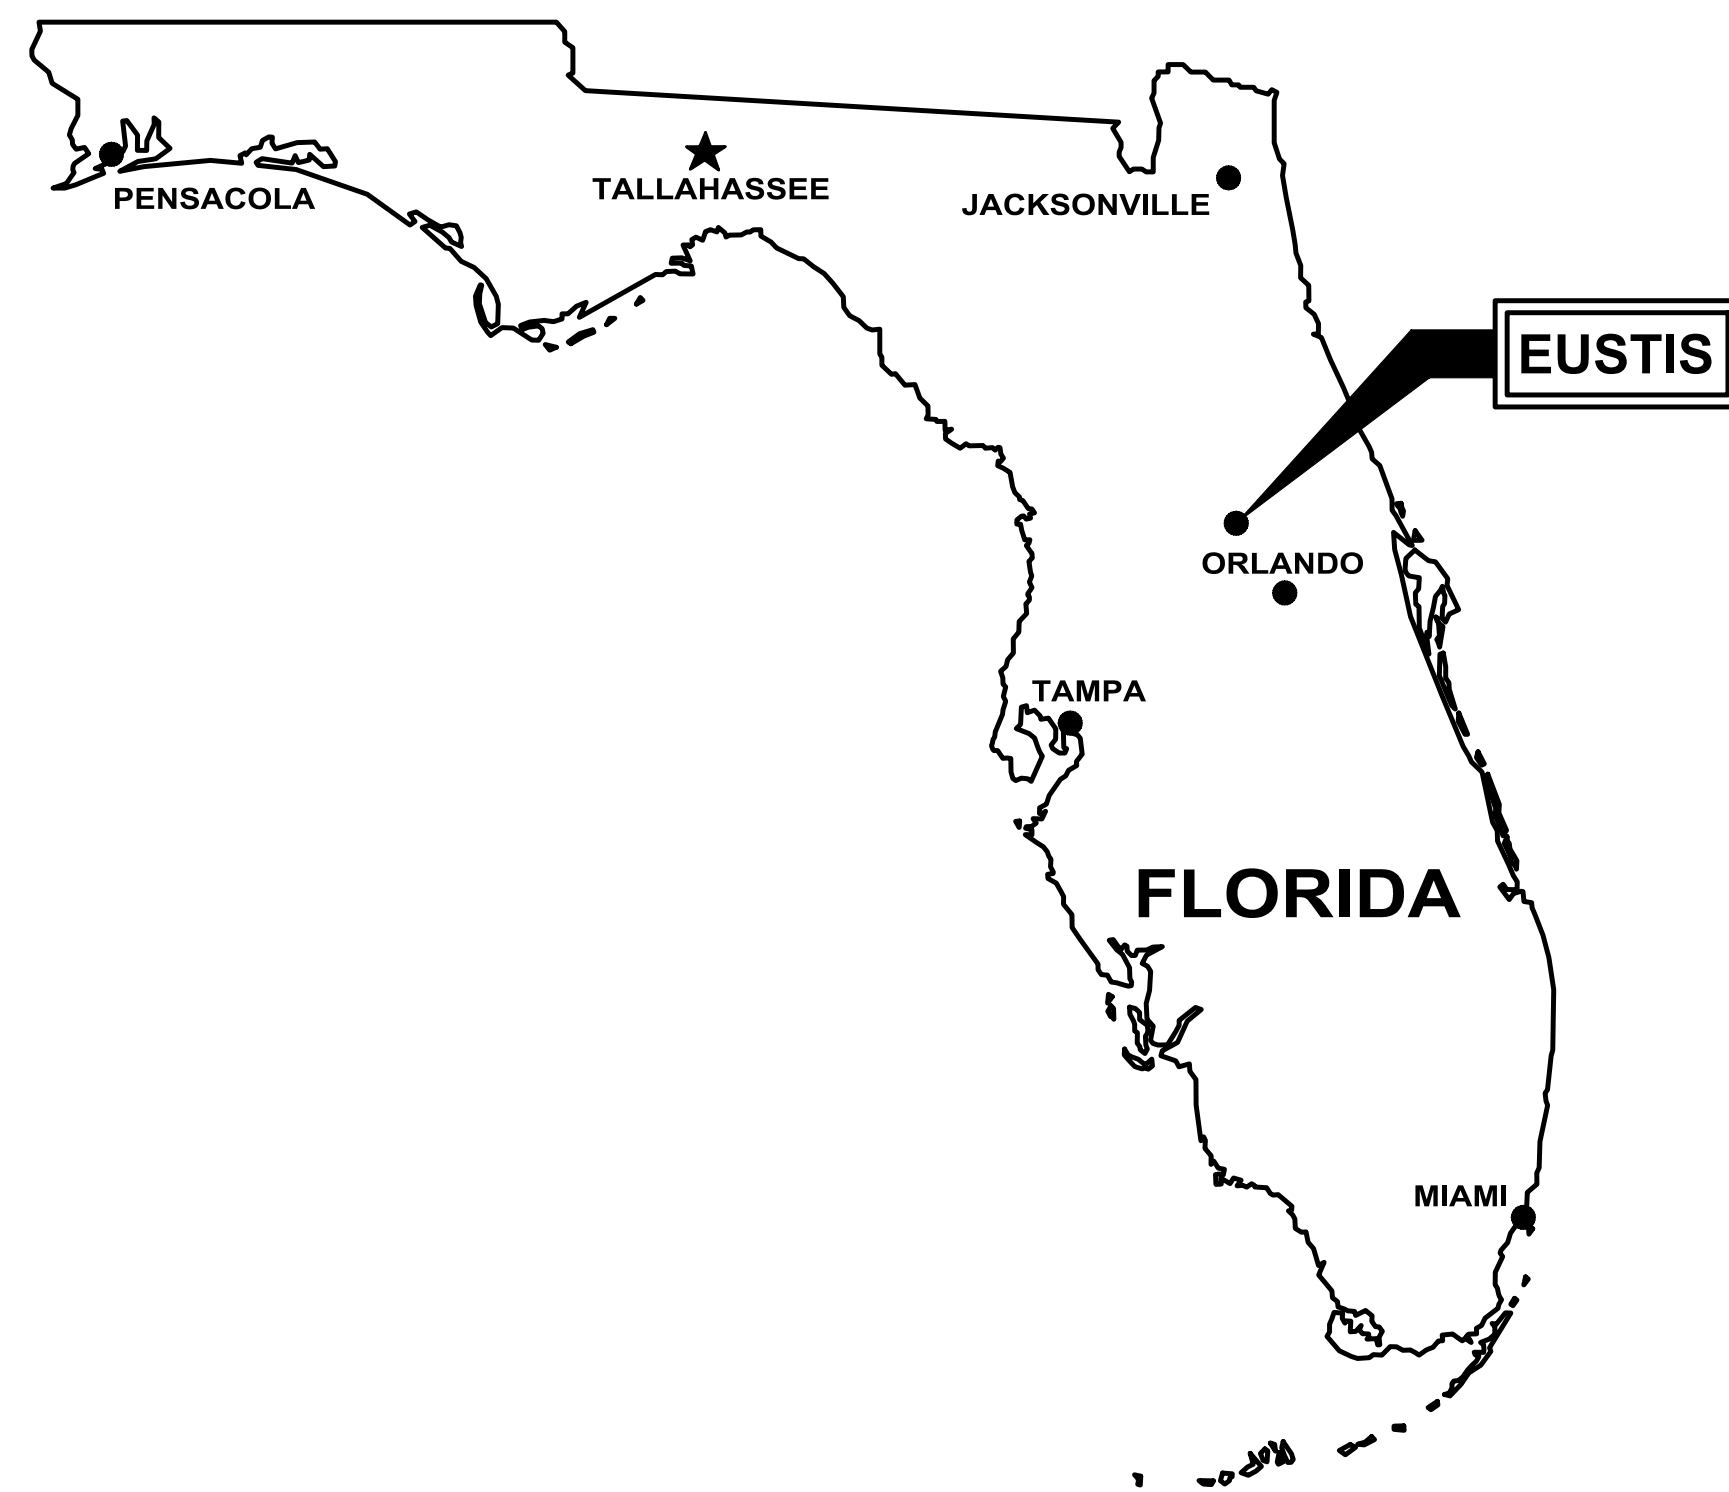 TALLAHASSEE
PENSACOLA
JACKSONVILLE
EUSTIS
ORLANDO
TAMPA
FLORIDA
MIAMI